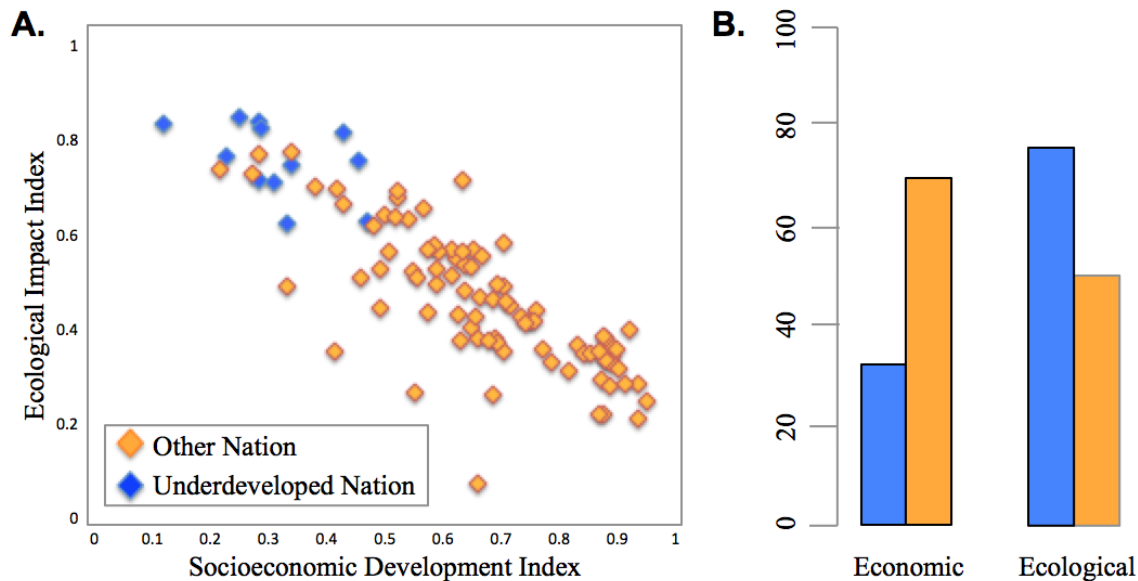 A.
Ecological Impact Index
1
0.8
0.6
0.4
0.2
0
Other Nation
Underdeveloped Nation
0 0.1 0.2 0.3 0.4 0.5 0.6 0.7 0.8 0.9 1
Socioeconomic Development Index
B.
100
80
60
40
20
0
Economic Ecological